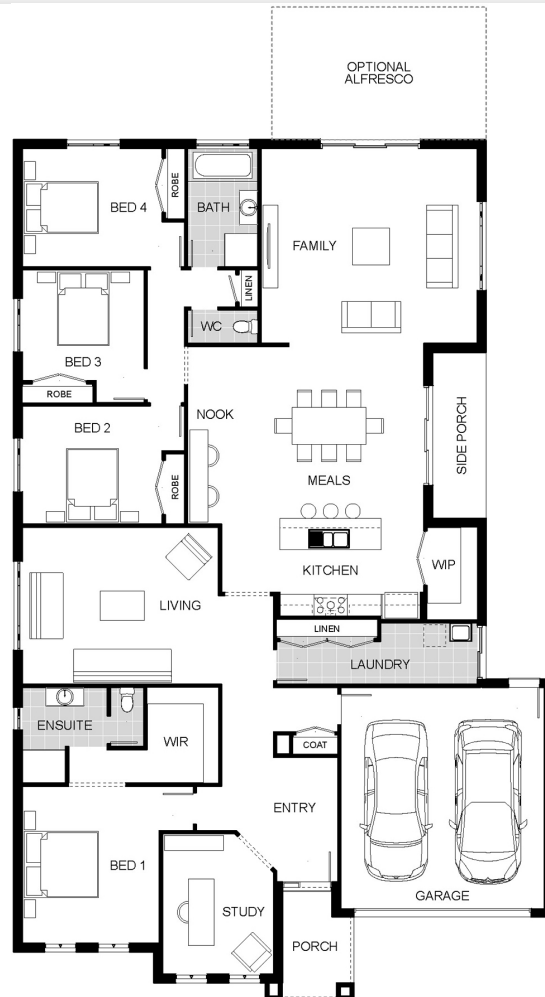 OPTIONAL
ALFRESCO
BED 4
ROBE
BATH
FAMILY
LINEN
WC
BED 3
ROBE
NOOK
BED 2
SIDE PORCH
ROBE
MEALS
KITCHEN
WIP
LIVING
LINEN
LAUNDRY
ENSUITE
WIR
COAT
ENTRY
BED 1
GARAGE
STUDY
PORCH